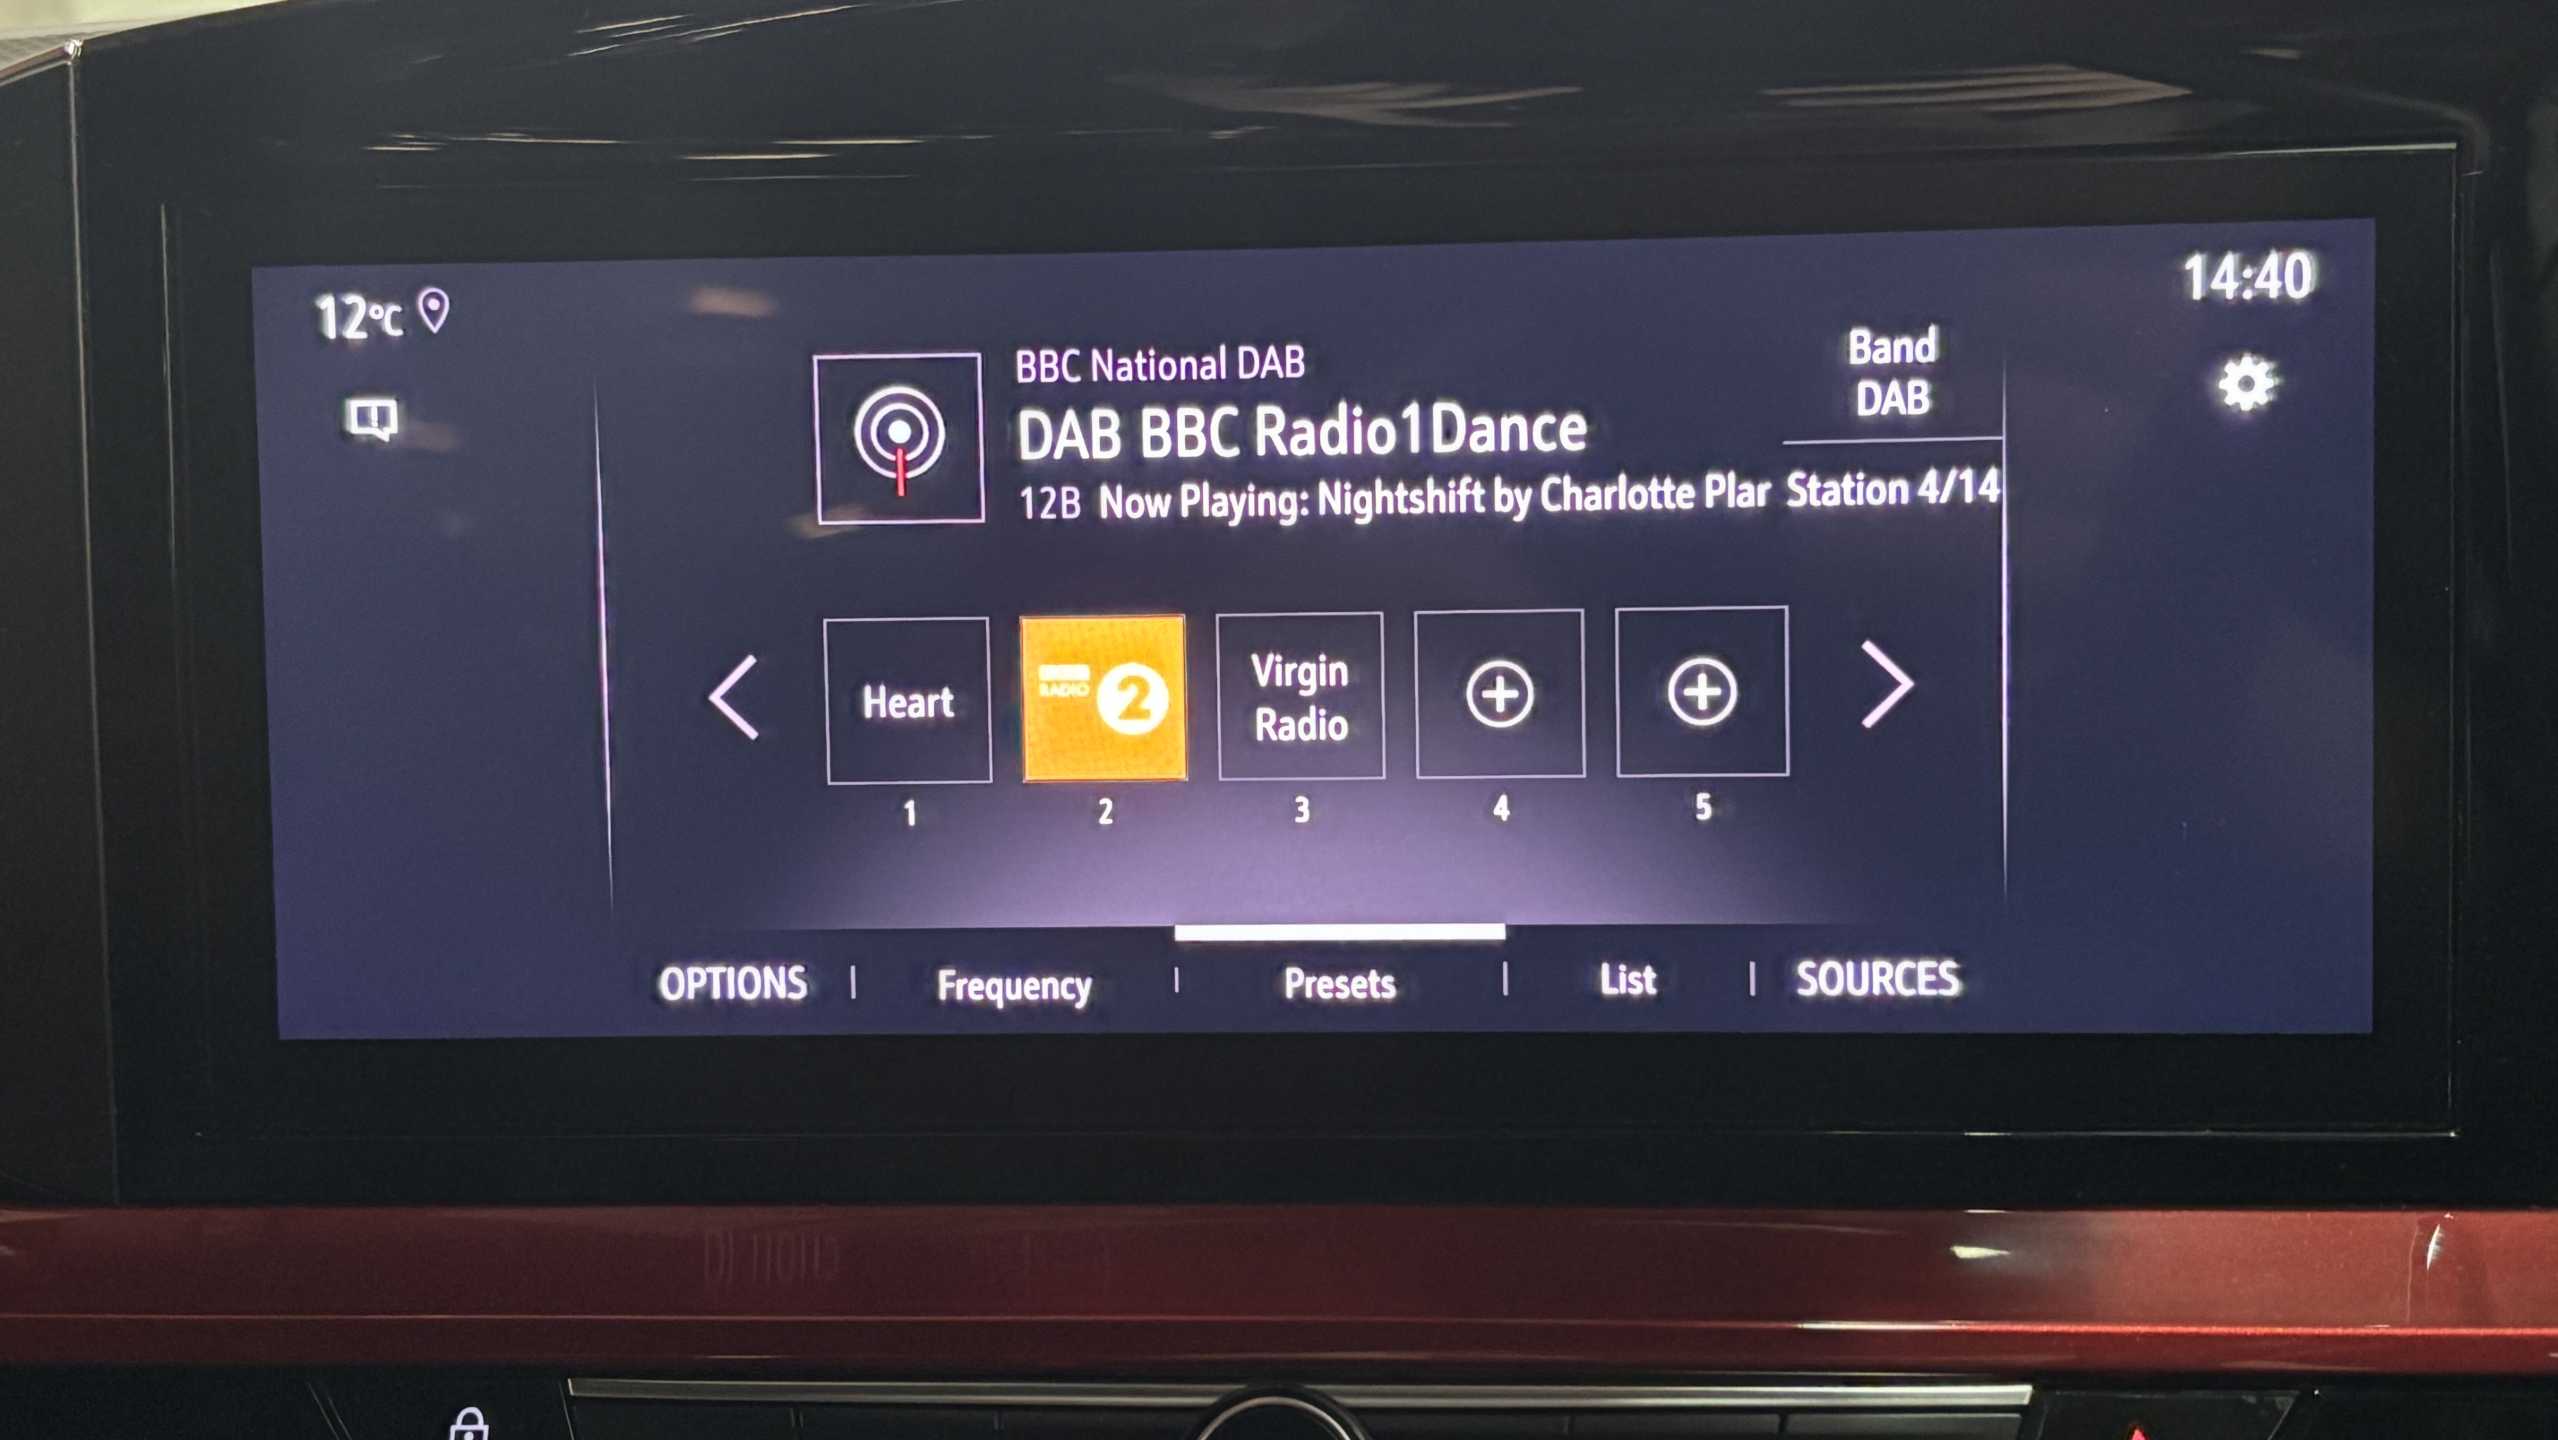 12°C
14:40
BBC National DAB
Band
DAB
DAB BBC Radio1Dance
12B Now Playing: Nightshift by Charlotte Plar Station 4/14
Heart
RADIO 2
Virgin
Radio
1
2
3
4
5
OPTIONS | Frequency | Presets | List | SOURCES